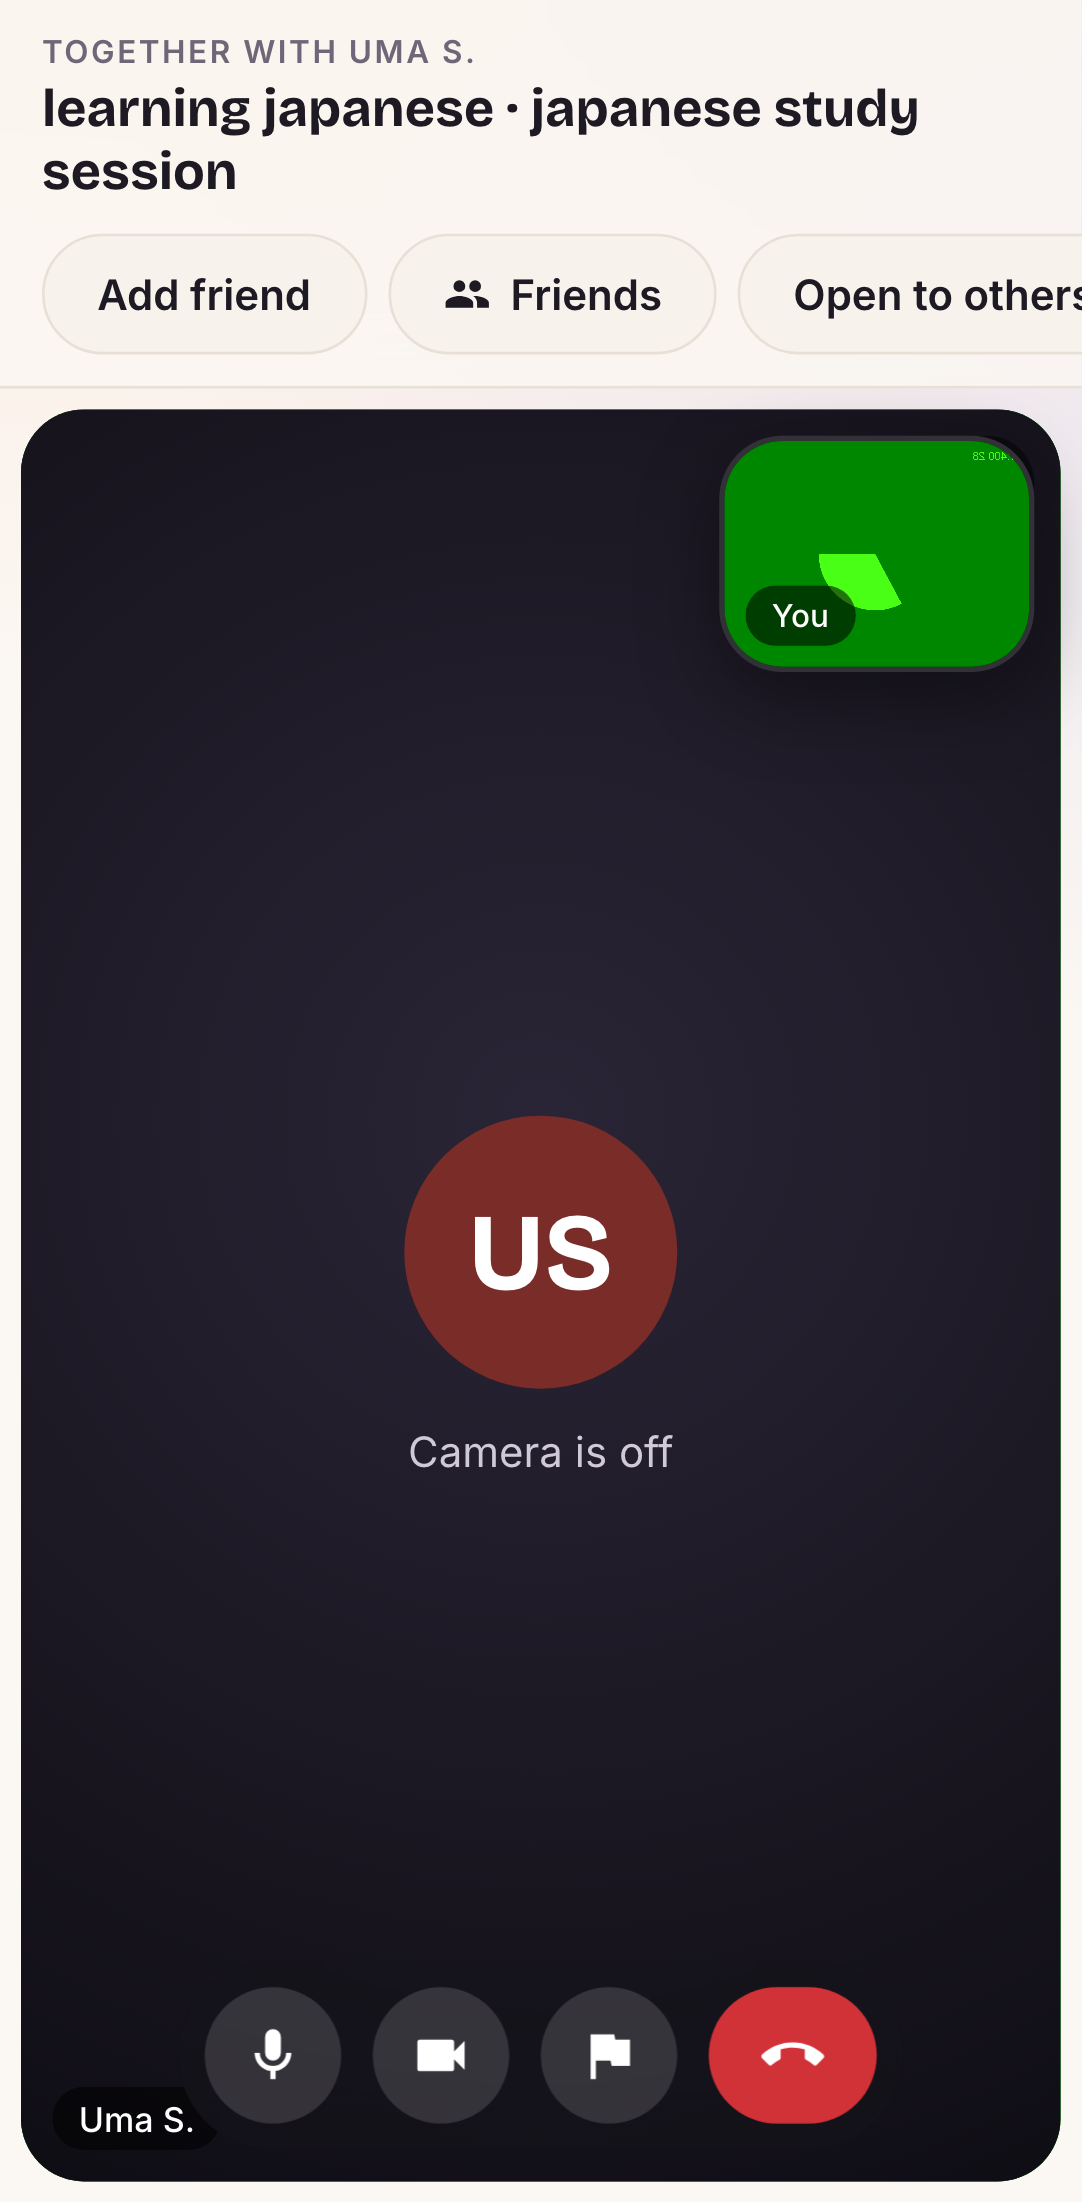 TOGETHER WITH UMA S.
learning japanese · japanese study
session
Add friend
Friends
Open to others
You
US
Camera is off
Uma S.